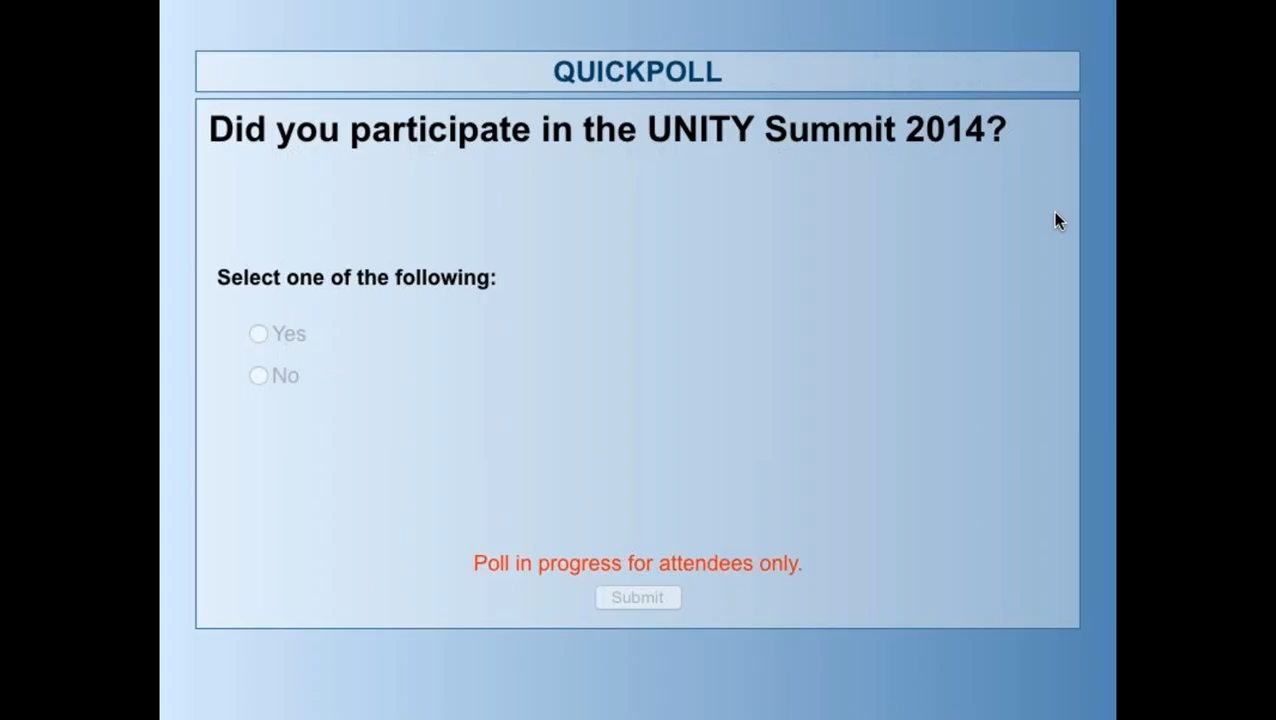 QUICKPOLL
Did you participate in the UNITY Summit 2014?
Select one of the following:
Yes
No
Poll in progress for attendees only.
Submit